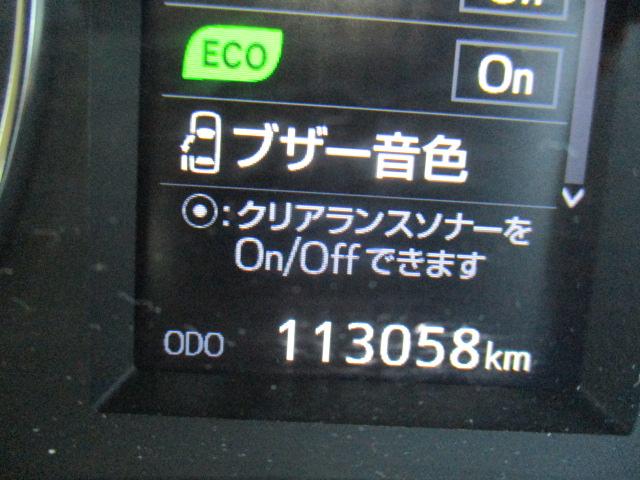 On
ECO
On
ブザー音色
⦿:クリアランスソナーを
On/Offできます
ODO 113058km